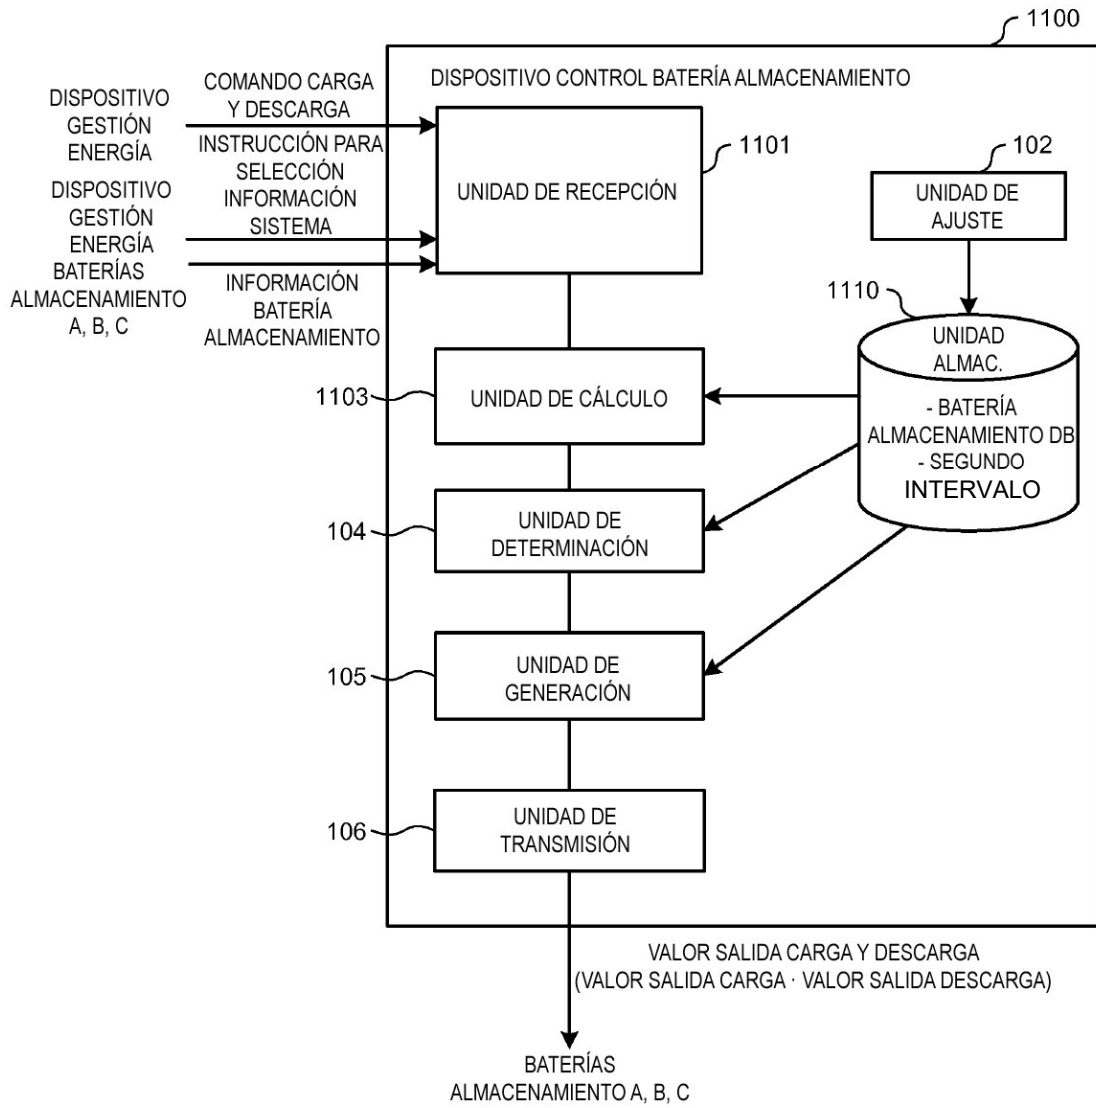 1100
DISPOSITIVO CONTROL BATERÍA ALMACENAMIENTO
DISPOSITIVO
GESTIÓN
ENERGÍA
COMANDO CARGA
Y DESCARGA
INSTRUCCIÓN PARA
SELECCIÓN
INFORMACIÓN
SISTEMA
DISPOSITIVO
GESTIÓN
ENERGÍA
BATERÍAS
ALMACENAMIENTO
A, B, C
INFORMACIÓN
BATERÍA
ALMACENAMIENTO
UNIDAD DE RECEPCIÓN
1101
102
UNIDAD DE
AJUSTE
1110
UNIDAD
ALMAC.
- BATERÍA
ALMACENAMIENTO DB
- SEGUNDO
INTERVALO
1103
UNIDAD DE CÁLCULO
104
UNIDAD DE
DETERMINACIÓN
105
UNIDAD DE
GENERACIÓN
106
UNIDAD DE
TRANSMISIÓN
VALOR SALIDA CARGA Y DESCARGA
(VALOR SALIDA CARGA · VALOR SALIDA DESCARGA)
BATERÍAS
ALMACENAMIENTO A, B, C